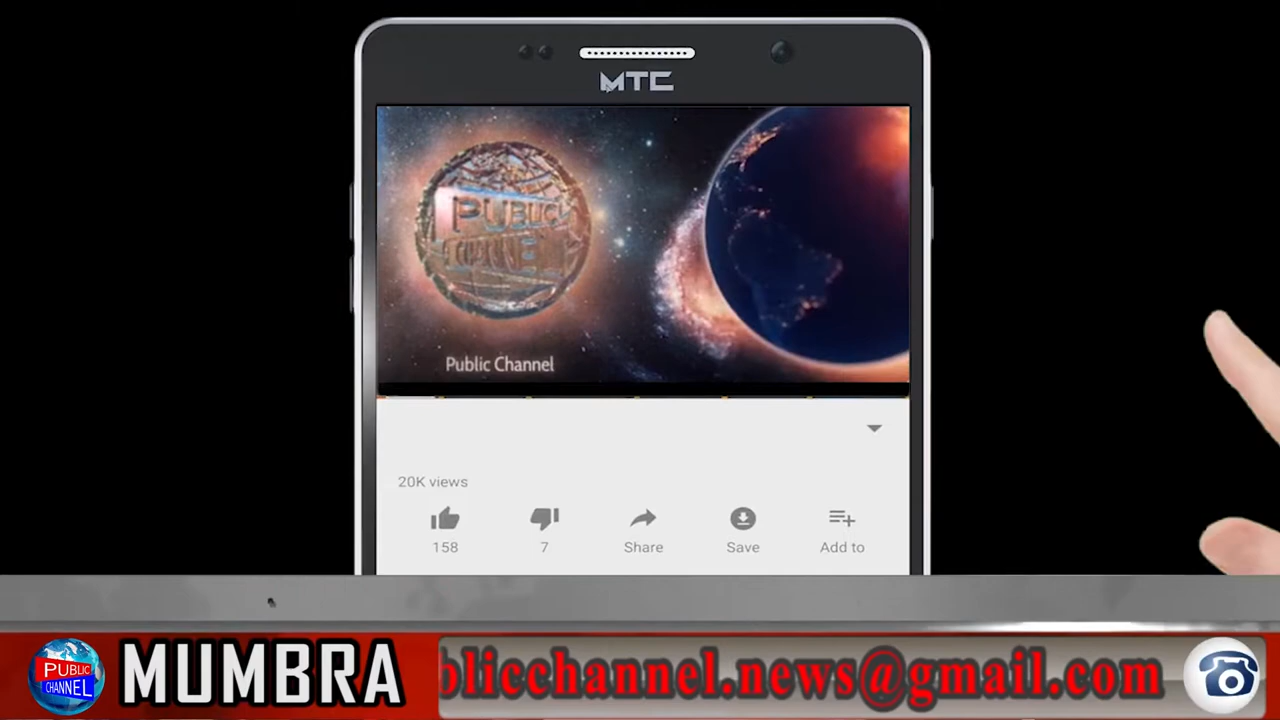 MTC
PUBLIC
CHANNEL
Public Channel
20K views
158
7
Share
Save
Add to
PUBLIC
CHANNEL
MUMBRA
blicchannel.news@gmail.com